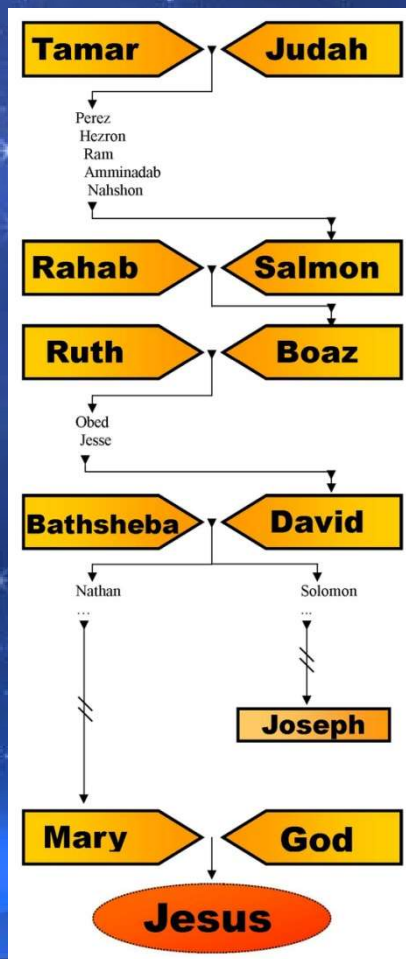 Tamar Judah
Perez
Hezron
Ram
Amminadab
Nahshon
Rahab Salmon
Ruth Boaz
Obed
Jesse
Bathsheba David
Nathan Solomon
... ...
Joseph
Mary God
Jesus